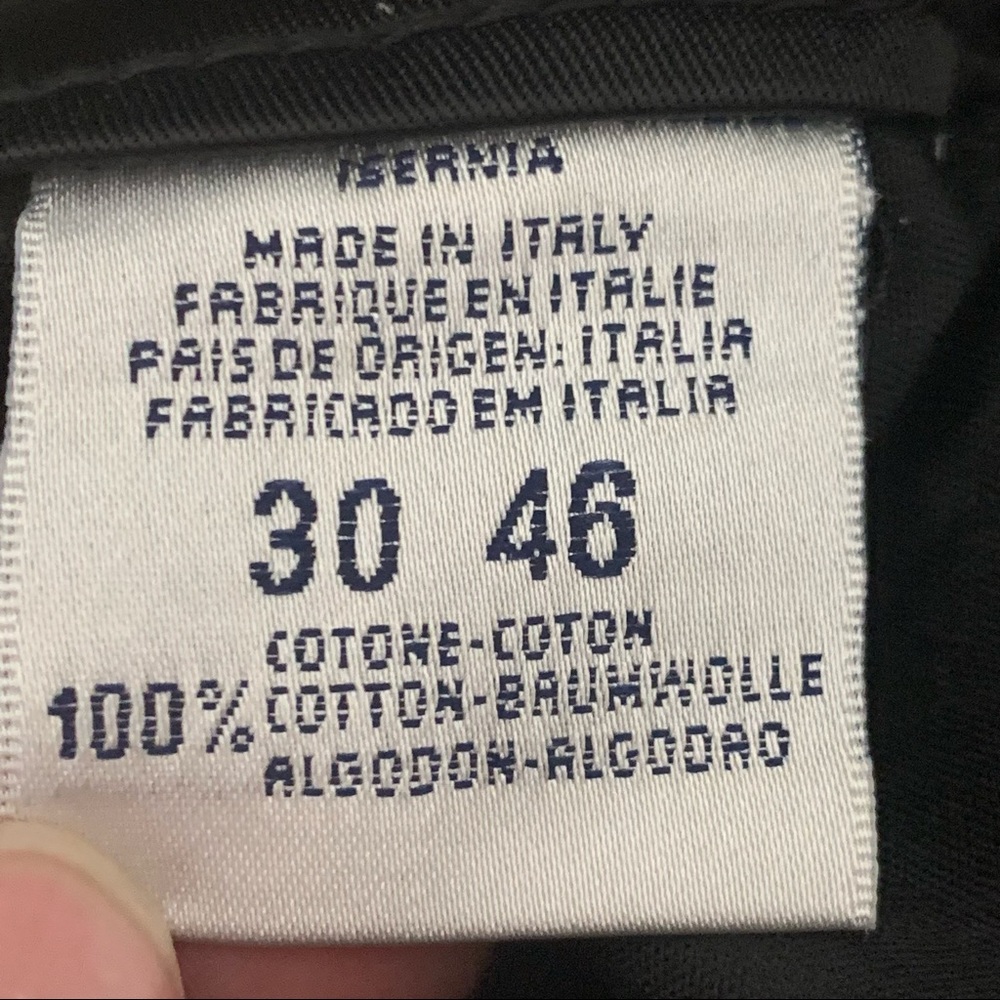 IBERNIA
MADE IN ITALY
FABRIQUE EN ITALIE
PAIS DE ORIGEN: ITALIA
FABRICADO EM ITALIA
30 46
COTONE-COTON
100% COTTON-BAUMWOLLE
ALGODON-ALGODAO